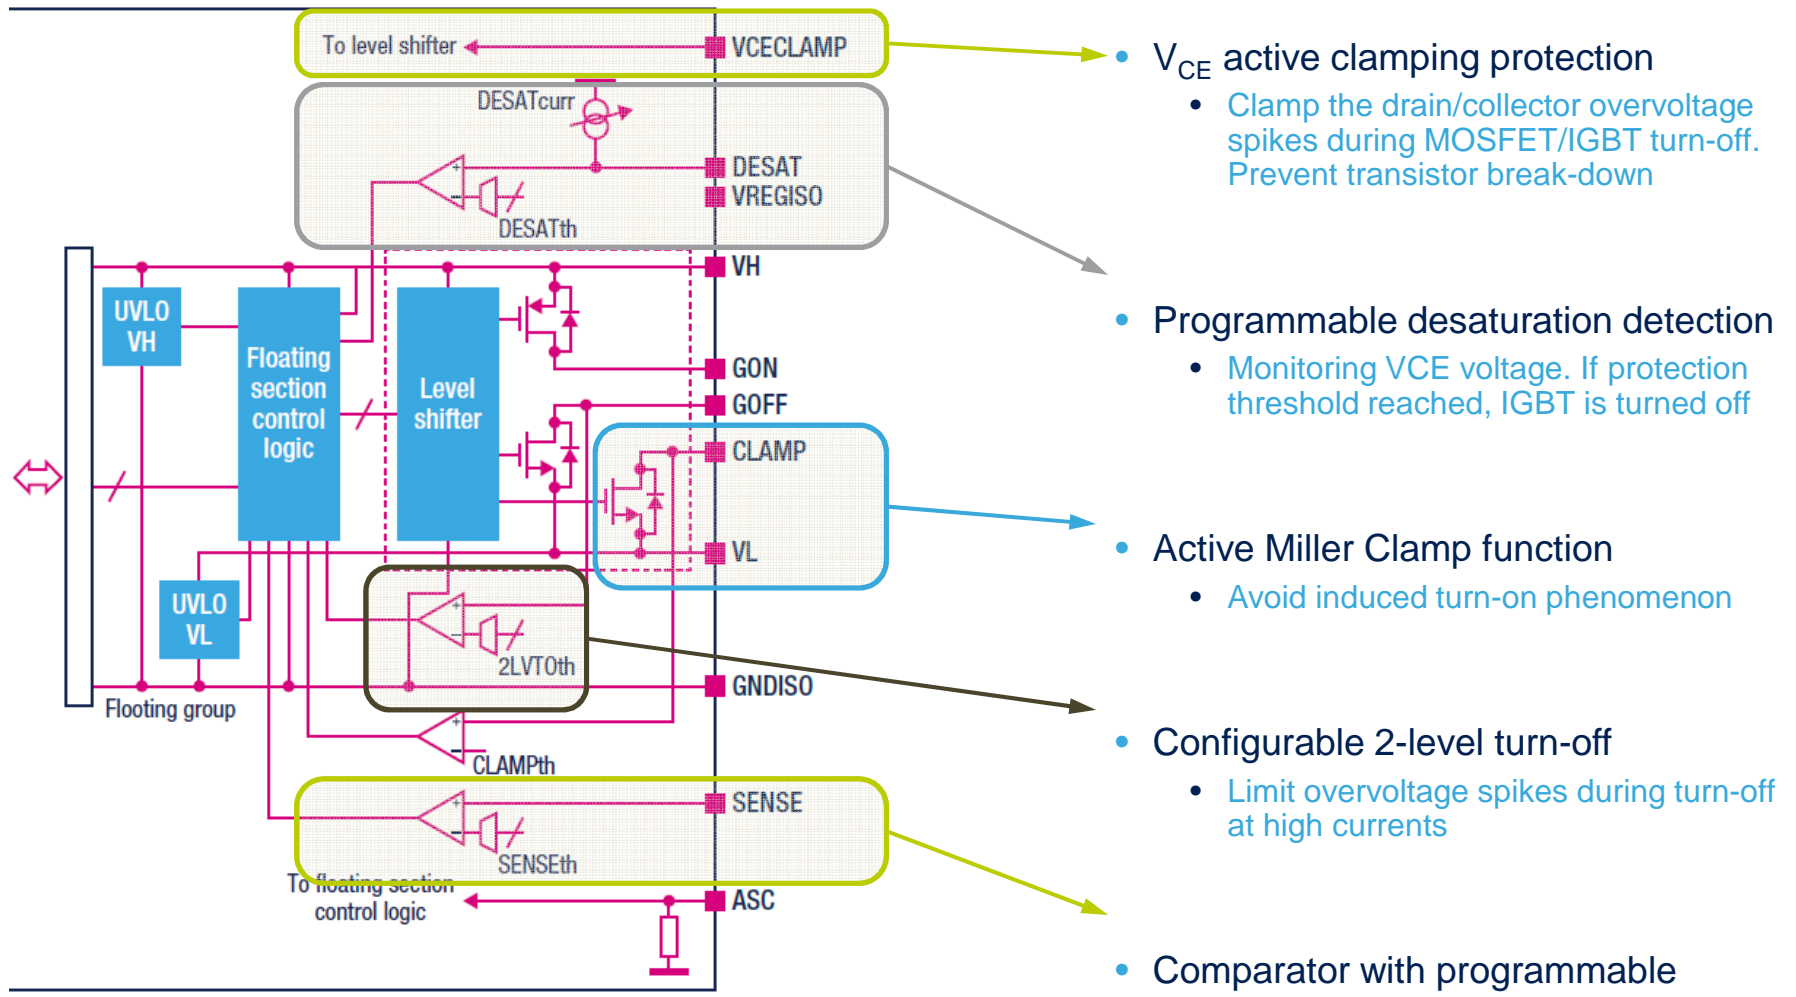 To level shifter
VCECLAMP
DESATcurr
DESAT
VREGISO
DESATth
VH
UVLO
VH
Floating
section
control
logic
Level
shifter
GON
GOFF
CLAMP
VL
UVLO
VL
2LVTOth
GNDISO
Flooting group
CLAMPth
SENSE
SENSEth
To floating section
control logic
ASC
• VCE active clamping protection
• Clamp the drain/collector overvoltage
spikes during MOSFET/IGBT turn-off.
Prevent transistor break-down
• Programmable desaturation detection
• Monitoring VCE voltage. If protection
threshold reached, IGBT is turned off
• Active Miller Clamp function
• Avoid induced turn-on phenomenon
• Configurable 2-level turn-off
• Limit overvoltage spikes during turn-off
at high currents
• Comparator with programmable